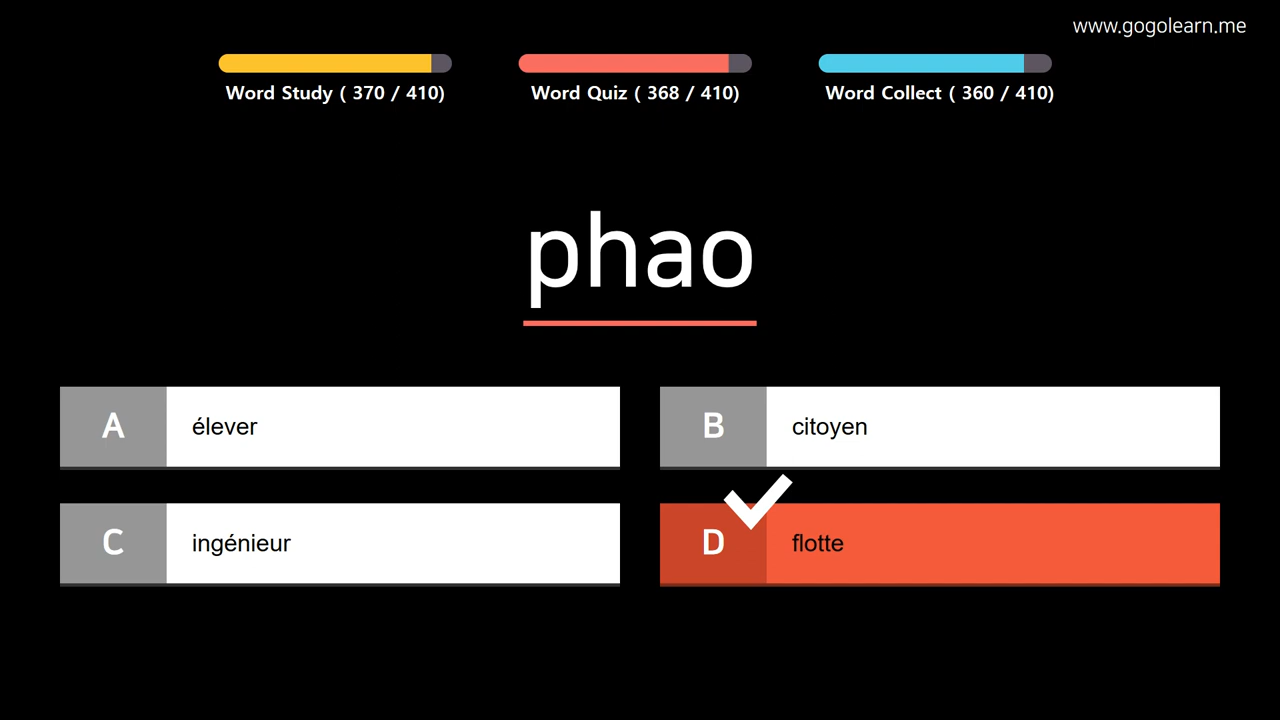 www.gogolearn.me
Word Study ( 370 / 410)
Word Quiz ( 368 / 410)
Word Collect ( 360 / 410)
phao
A élever
B citoyen
C ingénieur
D flotte